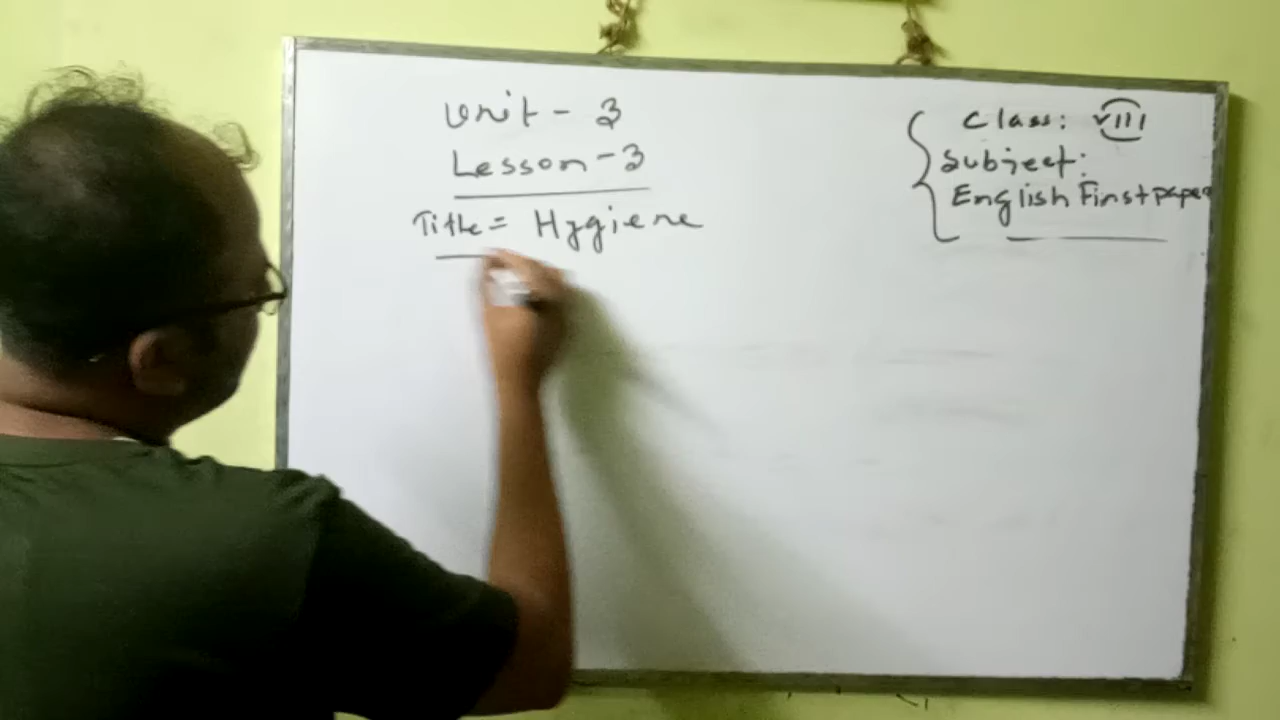 Unit - 3
Lesson - 3
Title = Hygiene
Class: VIII
Subject:
English First paper